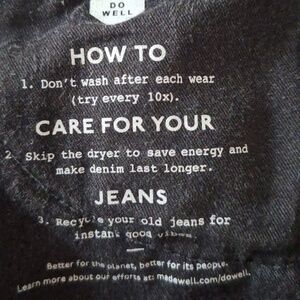 DO
WELL
HOW TO
1. Don't wash after each wear
(try every 10x).
CARE FOR YOUR
2. Skip the dryer to save energy and
make denim last longer.
JEANS
3. Recycle your old jeans for
instant good vibes.
Better for the planet, better for its people.
Learn more about our efforts at: madewell.com/dowell.